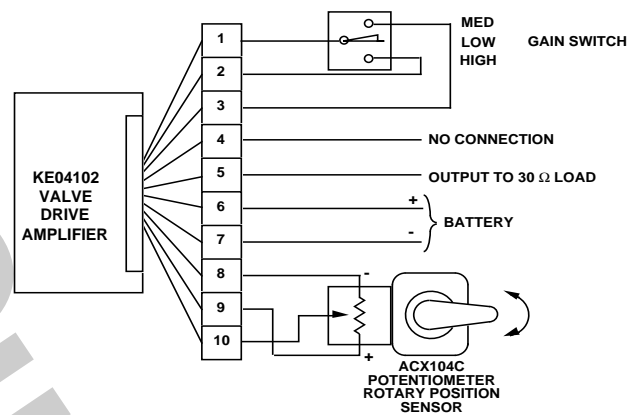 1
2
3
4
5
6
7
8
9
10
MED
LOW
HIGH
GAIN SWITCH
NO CONNECTION
OUTPUT TO 30 Ω LOAD
+
-
BATTERY
KE04102
VALVE
DRIVE
AMPLIFIER
-
+
ACX104C
POTENTIOMETER
ROTARY POSITION
SENSOR